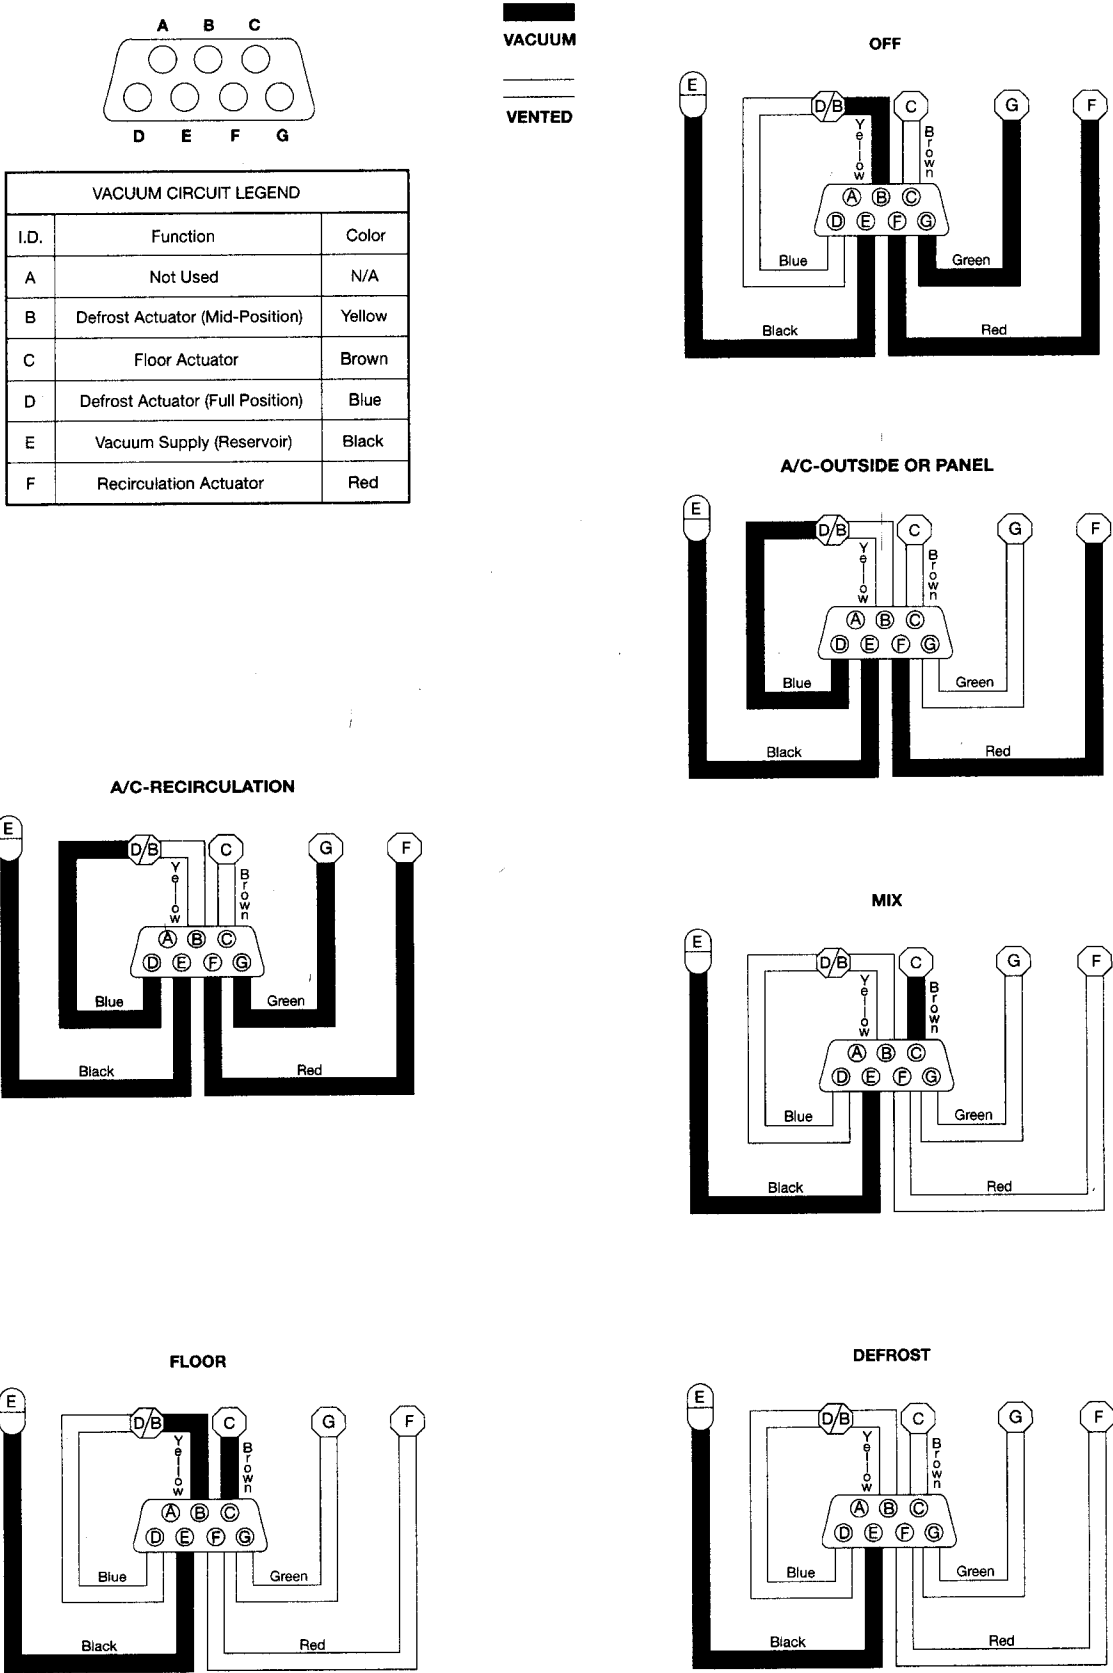 A B C
D E F G
VACUUM
VENTED
VACUUM CIRCUIT LEGEND
I.D. Function Color
A Not Used N/A
B Defrost Actuator (Mid-Position) Yellow
C Floor Actuator Brown
D Defrost Actuator (Full Position) Blue
E Vacuum Supply (Reservoir) Black
F Recirculation Actuator Red
OFF
E D/B C G F
Yellow Brown
A B C
D E F G
Blue Green
Black Red
A/C-OUTSIDE OR PANEL
E D/B C G F
Yellow Brown
A B C
D E F G
Blue Green
Black Red
A/C-RECIRCULATION
E D/B C G F
Yellow Brown
A B C
D E F G
Blue Green
Black Red
MIX
E D/B C G F
Yellow Brown
A B C
D E F G
Blue Green
Black Red
FLOOR
E D/B C G F
Yellow Brown
A B C
D E F G
Blue Green
Black Red
DEFROST
E D/B C G F
Yellow Brown
A B C
D E F G
Blue Green
Black Red